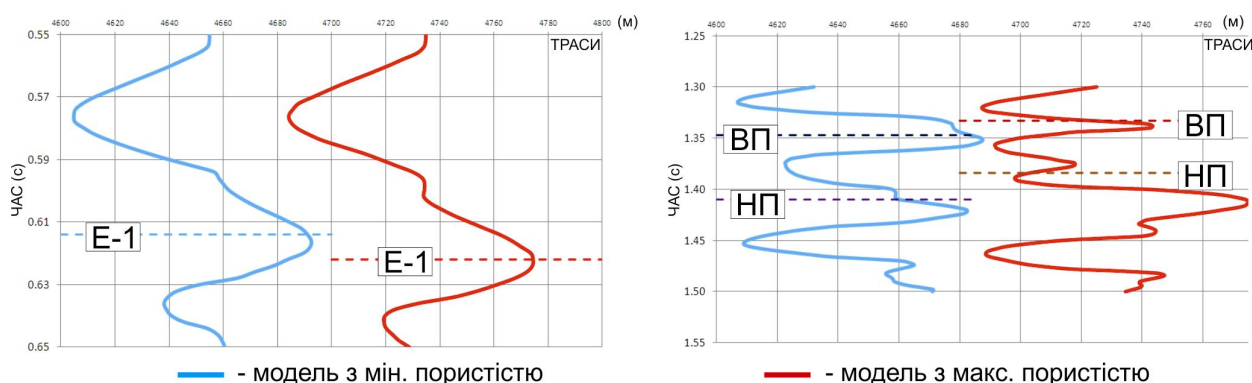 4600 4620 4640 4660 4680 4700 4720 4740 4760 4780 4800 (м)
0.55
ТРАСИ
0.57
0.59
ЧАС (с)
0.61
Е-1
Е-1
0.63
0.65
4600 4620 4640 4660 4680 4700 4720 4740 4760 (м)
1.25
ТРАСИ
1.30
ВП
1.35
ВП
НП
ЧАС (с)
1.40
НП
1.45
1.50
1.55
- модель з мін. пористістю
- модель з макс. пористістю